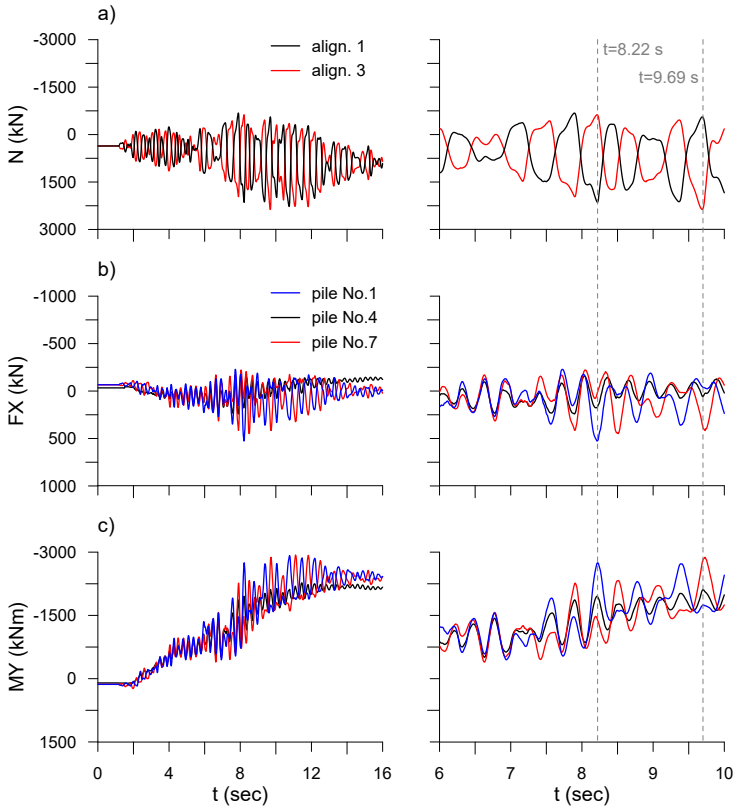 a)
-3000
-1500
0
1500
3000
N (kN)
align. 1
align. 3
t=8.22 s
t=9.69 s
b)
-1000
-500
0
500
1000
FX (kN)
pile No.1
pile No.4
pile No.7
c)
-3000
-1500
0
1500
MY (kNm)
0 4 8 12 16
t (sec)
6 7 8 9 10
t (sec)